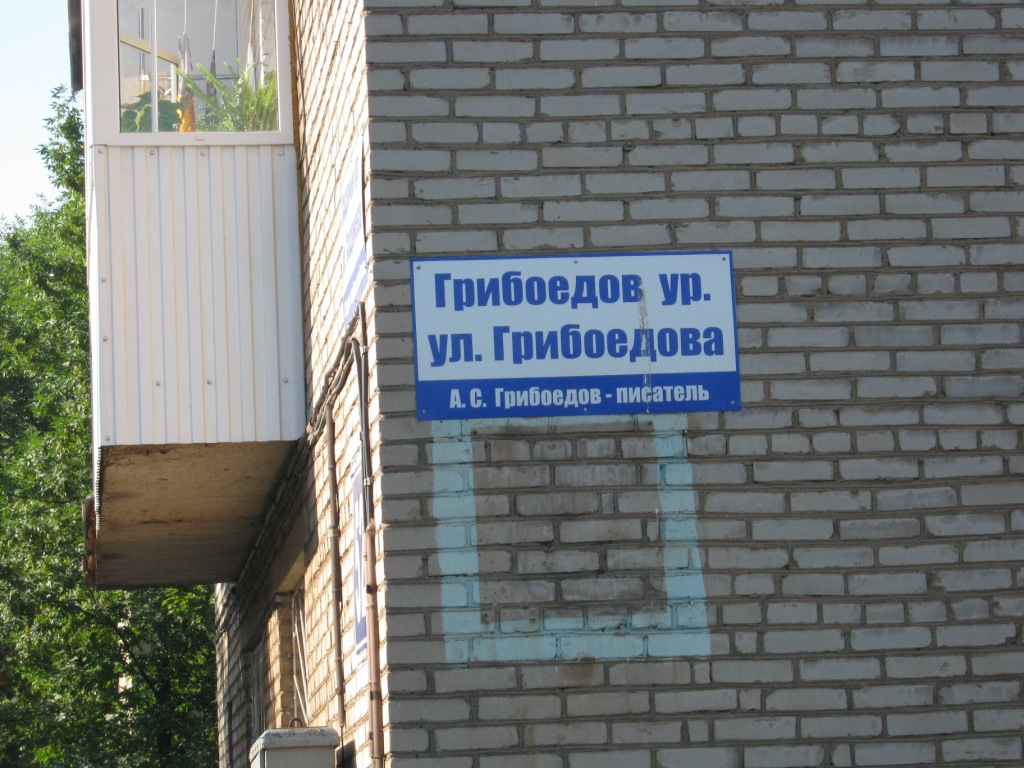 Грибоедов ур.
ул. Грибоедова
А. С. Грибоедов - писатель